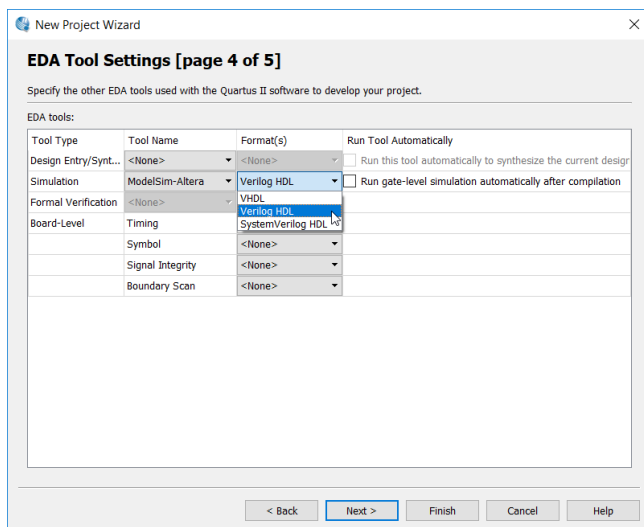 New Project Wizard
EDA Tool Settings [page 4 of 5]
Specify the other EDA tools used with the Quartus II software to develop your project.
EDA tools:
Tool Type Tool Name Format(s) Run Tool Automatically
Design Entry/Synt... <None> <None> Run this tool automatically to synthesize the current design
Simulation ModelSim-Altera Verilog HDL Run gate-level simulation automatically after compilation
Formal Verification <None> VHDL
Verilog HDL
Board-Level Timing SystemVerilog HDL
Symbol <None>
Signal Integrity <None>
Boundary Scan <None>
< Back Next > Finish Cancel Help